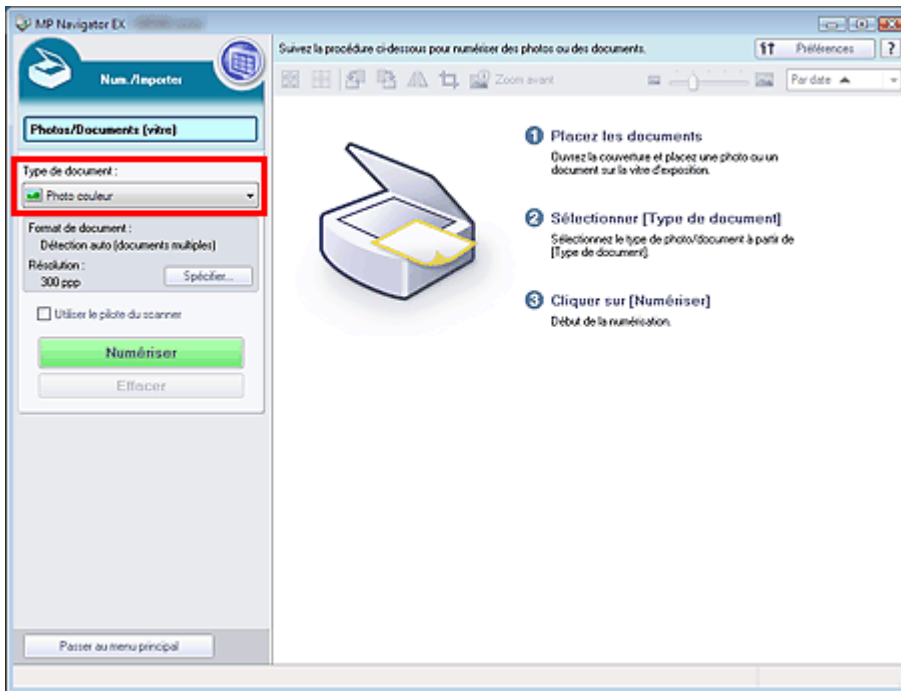 MP Navigator EX
Num./Importer
Suivez la procédure ci-dessous pour numériser des photos ou des documents.
Préférences
?
Zoom avant
Par date
Photos/Documents (vitre)
Type de document :
Photo couleur
Format de document :
Détection auto (documents multiples)
Résolution :
300 ppp
Spécifier...
Utiliser le pilote du scanner
Numériser
Effacer
1 Placez les documents
Ouvrez la couverture et placez une photo ou un
document sur la vitre d'exposition.
2 Sélectionner [Type de document]
Sélectionnez le type de photo/document à partir de
[Type de document].
3 Cliquer sur [Numériser]
Début de la numérisation.
Passer au menu principal